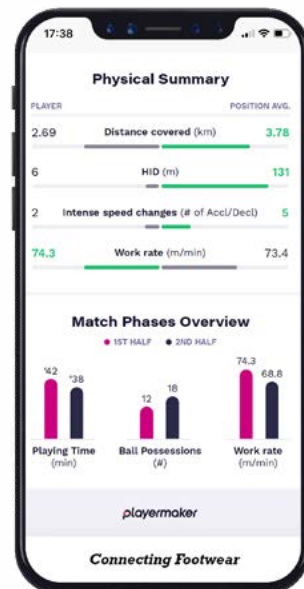 17:38
Physical Summary
PLAYER POSITION AVG.
2.69 Distance covered (km) 3.78
6 HID (m) 131
2 Intense speed changes (# of Accl/Decl) 5
74.3 Work rate (m/min) 73.4
Match Phases Overview
1ST HALF 2ND HALF
'42 '38 12 18 74.3 68.8
Playing Time Ball Possessions Work rate
(min) (#) (m/min)
playermaker
Connecting Footwear